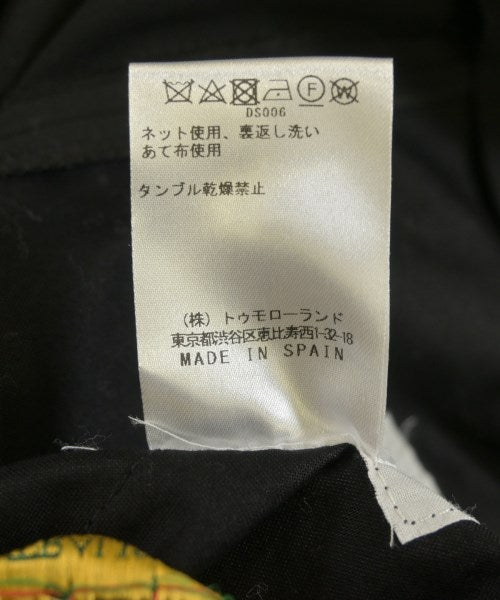 F W
DS006
ネット使用、裏返し洗い
あて布使用
タンブル乾燥禁止
(株) トゥモローランド
東京都渋谷区恵比寿西1-32-18
MADE IN SPAIN